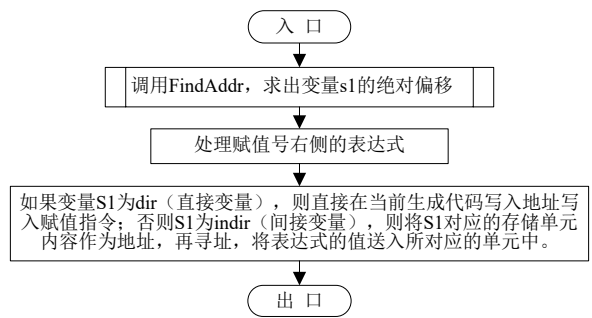 入 口
调用FindAddr，求出变量s1的绝对偏移
处理赋值号右侧的表达式
如果变量S1为dir（直接变量），则直接在当前生成代码写入地址写
入赋值指令；否则S1为indir（间接变量），则将S1对应的存储单元
内容作为地址，再寻址，将表达式的值送入所对应的单元中。
出 口